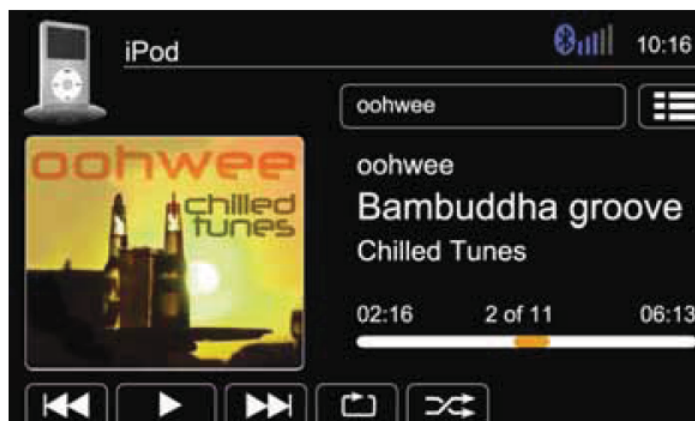 iPod
10:16
oohwee
oohwee
chilled
tunes
oohwee
Bambuddha groove
Chilled Tunes
02:16 2 of 11 06:13